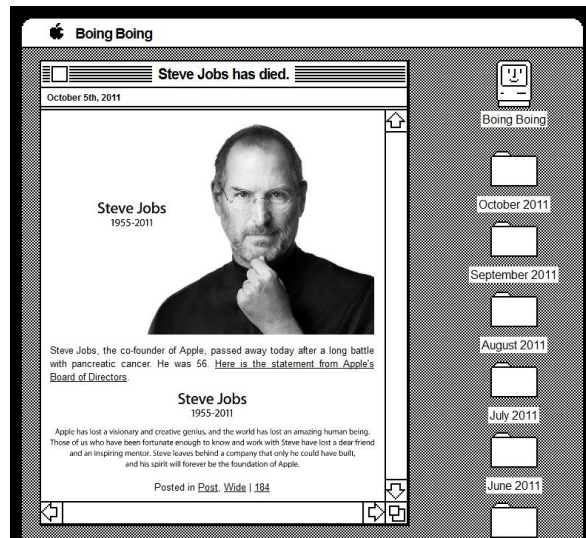 Boing Boing
Steve Jobs has died.
October 5th, 2011
Steve Jobs
1955-2011
Steve Jobs, the co-founder of Apple, passed away today after a long battle
with pancreatic cancer. He was 56. Here is the statement from Apple's
Board of Directors.
Steve Jobs
1955-2011
Apple has lost a visionary and creative genius, and the world has lost an amazing human being.
Those of us who have been fortunate enough to know and work with Steve have lost a dear friend
and an inspiring mentor. Steve leaves behind a company that only he could have built,
and his spirit will forever be the foundation of Apple.
Posted in Post, Wide | 184
Boing Boing
October 2011
September 2011
August 2011
July 2011
June 2011